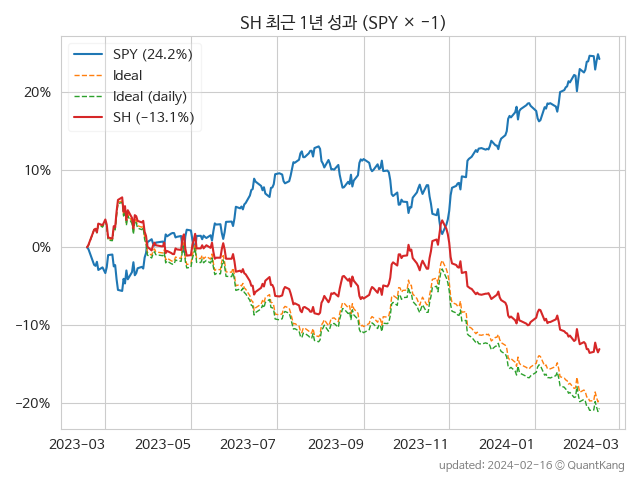 SH 최근 1년 성과 (SPY × −1)
SPY (24.2%)
Ideal
Ideal (daily)
SH (−13.1%)
20%
10%
0%
−10%
−20%
2023-03
2023-05
2023-07
2023-09
2023-11
2024-01
2024-03
updated: 2024-02-16 © QuantKang